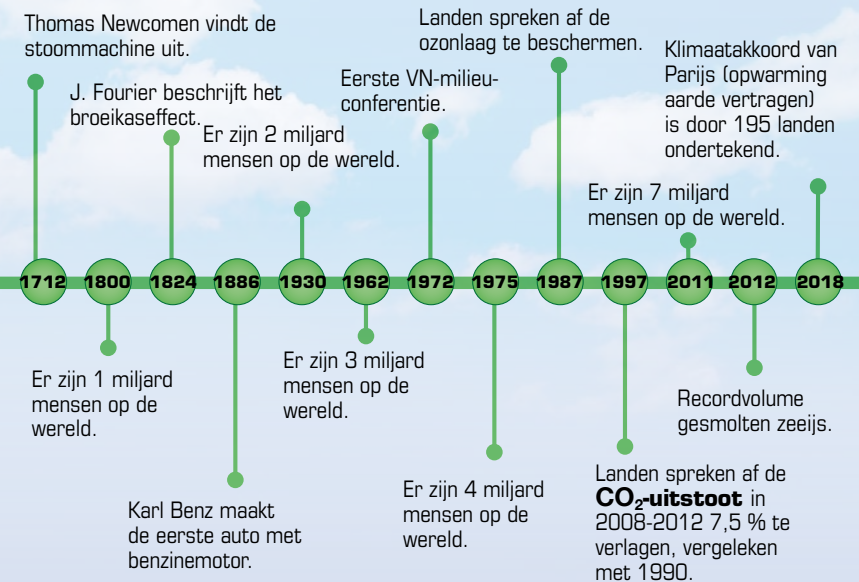 Thomas Newcomen vindt de
stoommachine uit.
J. Fourier beschrijft het
broeikaseffect.
Er zijn 2 miljard
mensen op de wereld.
Eerste VN-milieu-
conferentie.
Landen spreken af de
ozonlaag te beschermen.
Er zijn 7 miljard
mensen op de wereld.
Klimaatakkoord van
Parijs (opwarming
aarde vertragen)
is door 195 landen
ondertekend.
1712 1800 1824 1886 1930 1962 1972 1975 1987 1997 2011 2012 2018
Er zijn 1 miljard
mensen op de
wereld.
Karl Benz maakt
de eerste auto met
benzinemotor.
Er zijn 3 miljard
mensen op de
wereld.
Er zijn 4 miljard
mensen op de
wereld.
Landen spreken af de
CO₂-uitstoot in
2008-2012 7,5 % te
verlagen, vergeleken
met 1990.
Recordvolume
gesmolten zeeijs.